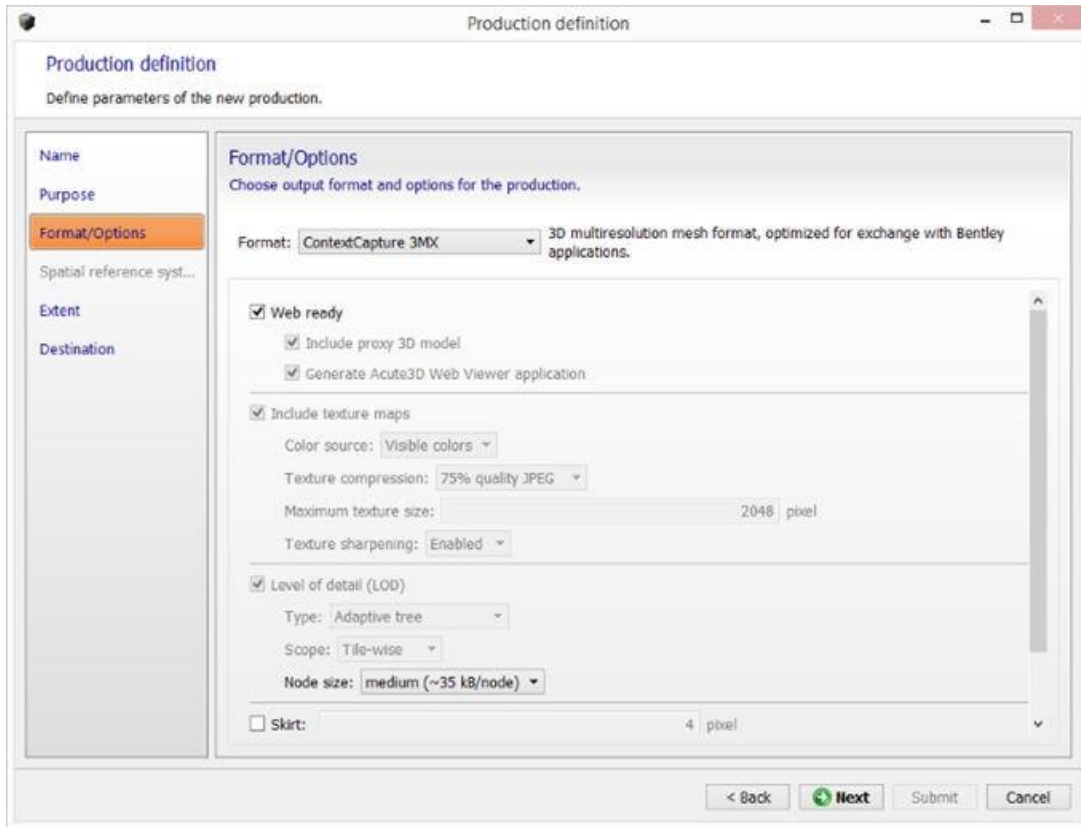 Production definition
Production definition
Define parameters of the new production.
Name
Purpose
Format/Options
Spatial reference syst...
Extent
Destination
Format/Options
Choose output format and options for the production.
Format: ContextCapture 3MX
3D multiresolution mesh format, optimized for exchange with Bentley
applications.
Web ready
Include proxy 3D model
Generate Acute3D Web Viewer application
Include texture maps
Color source: Visible colors
Texture compression: 75% quality JPEG
Maximum texture size: 2048 pixel
Texture sharpening: Enabled
Level of detail (LOD)
Type: Adaptive tree
Scope: Tile-wise
Node size: medium (~35 kB/node)
Skirt: 4 pixel
< Back Next Submit Cancel